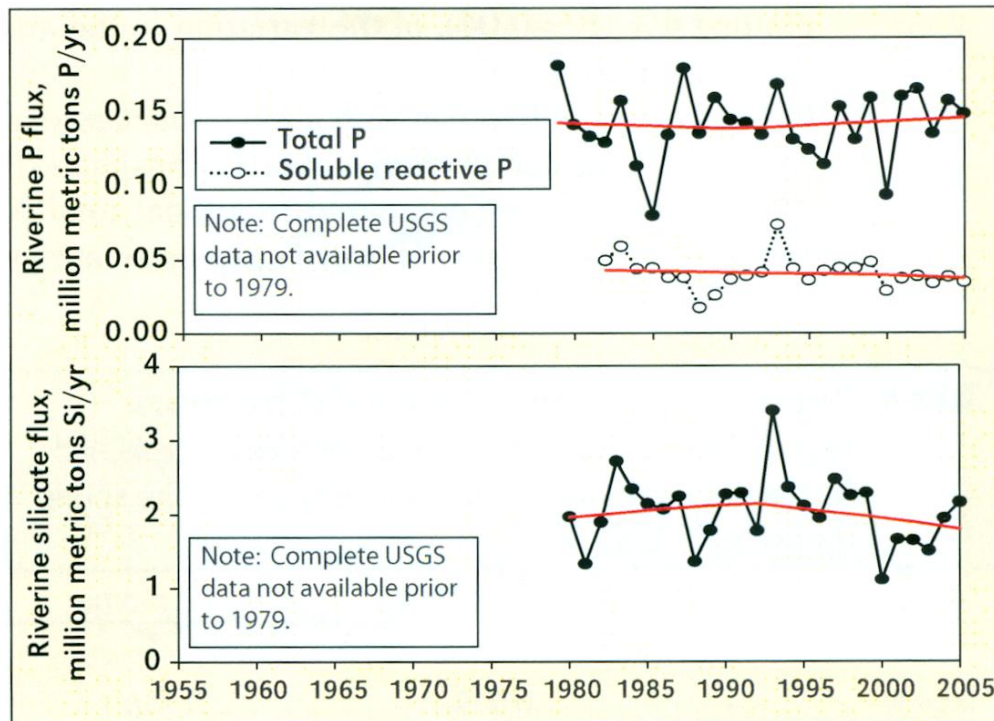 Riverine P flux,
million metric tons P/yr
0.20
0.15
0.10
0.05
0.00
Total P
Soluble reactive P
Note: Complete USGS
data not available prior
to 1979.
Riverine silicate flux,
million metric tons Si/yr
4
3
2
1
0
Note: Complete USGS
data not available prior
to 1979.
1955 1960 1965 1970 1975 1980 1985 1990 1995 2000 2005